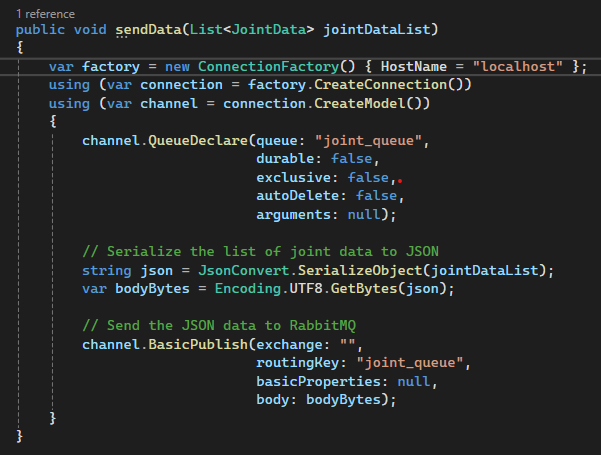 1 reference
public void sendData(List<JointData> jointDataList)
{
    var factory = new ConnectionFactory() { HostName = "localhost" };
    using (var connection = factory.CreateConnection())
    using (var channel = connection.CreateModel())
    {
        channel.QueueDeclare(queue: "joint_queue",
                             durable: false,
                             exclusive: false,
                             autoDelete: false,
                             arguments: null);

        // Serialize the list of joint data to JSON
        string json = JsonConvert.SerializeObject(jointDataList);
        var bodyBytes = Encoding.UTF8.GetBytes(json);

        // Send the JSON data to RabbitMQ
        channel.BasicPublish(exchange: "",
                             routingKey: "joint_queue",
                             basicProperties: null,
                             body: bodyBytes);
    }
}